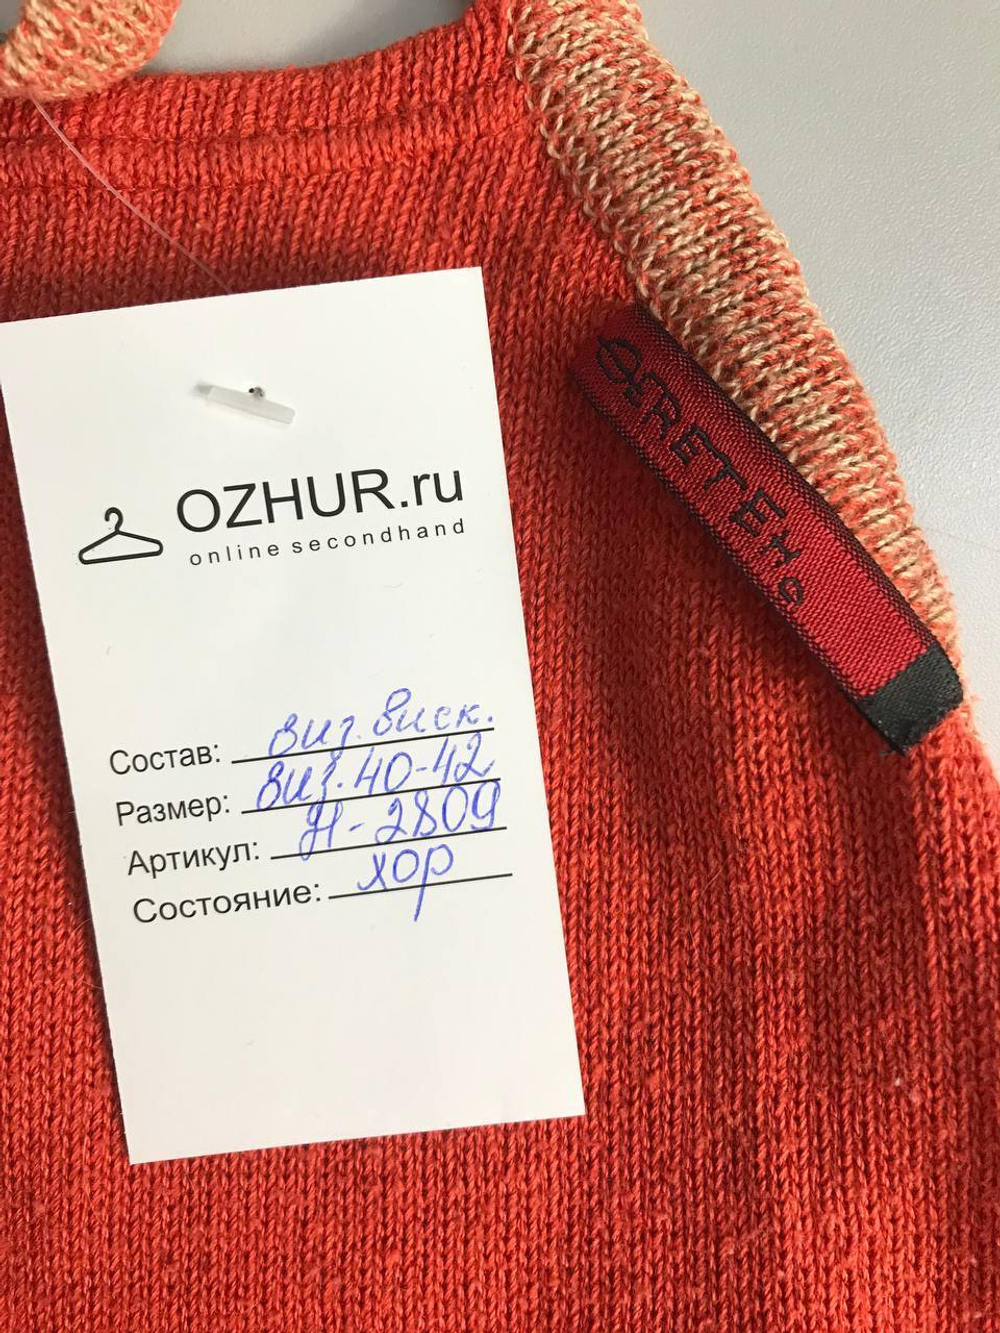 OZHUR.ru
online secondhand
Состав: виз. виск.
Размер: виз. 40-42
Артикул: Я-2809
Состояние: хор